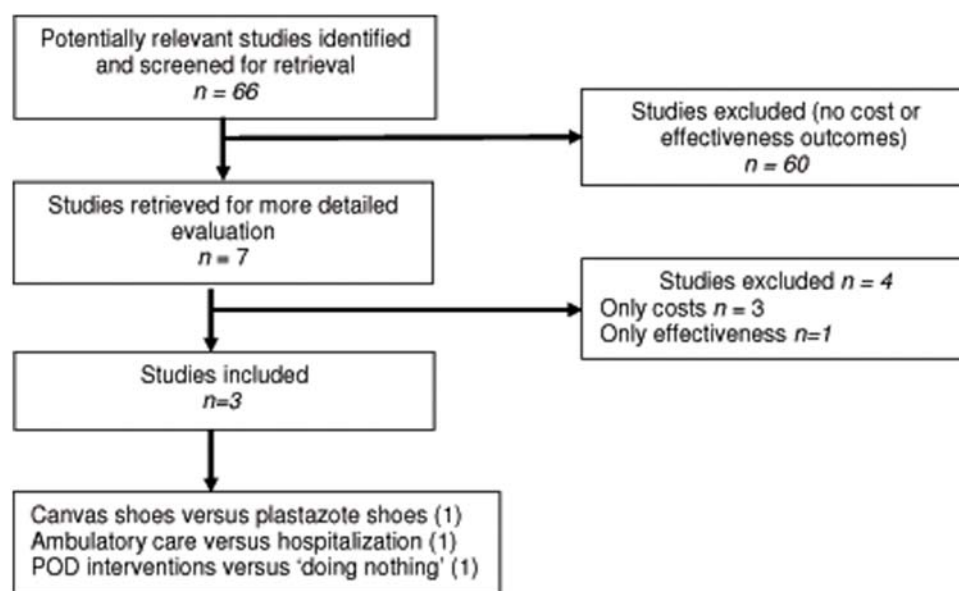 Potentially relevant studies identified
and screened for retrieval
n = 66
Studies excluded (no cost or
effectiveness outcomes)
n = 60
Studies retrieved for more detailed
evaluation
n = 7
Studies excluded n = 4
Only costs n = 3
Only effectiveness n=1
Studies included
n=3
Canvas shoes versus plastazote shoes (1)
Ambulatory care versus hospitalization (1)
POD interventions versus ‘doing nothing’ (1)